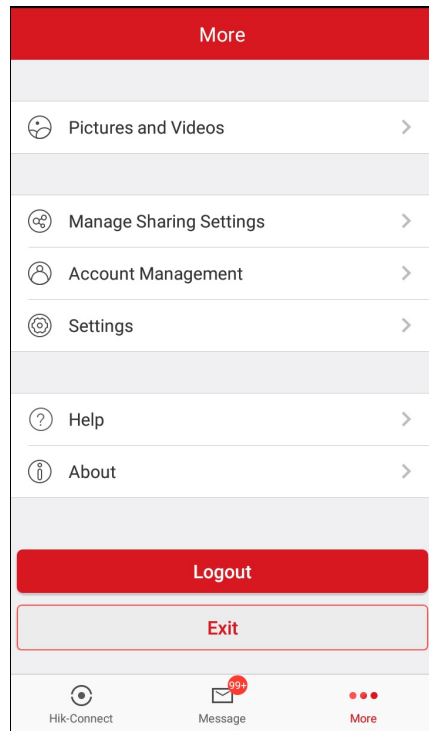 More
Pictures and Videos
Manage Sharing Settings
Account Management
Settings
Help
About
Logout
Exit
99+
Hik-Connect
Message
More